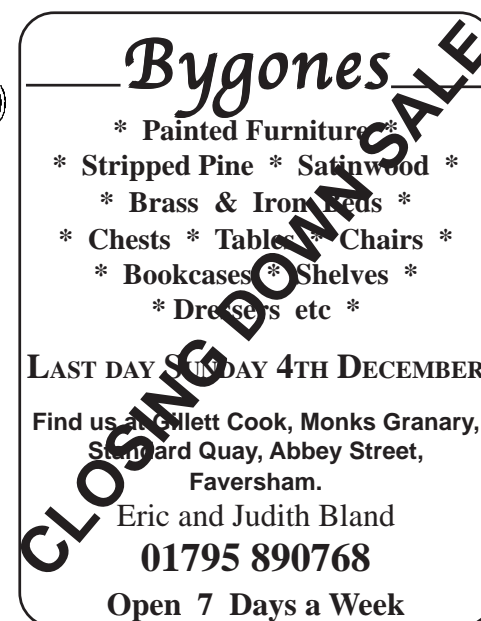 Bygones
* Painted Furniture *
* Stripped Pine * Satinwood *
* Brass & Iron Beds *
* Chests * Tables * Chairs *
* Bookcases * Shelves *
* Dressers etc *
LAST DAY SUNDAY 4TH DECEMBER
Find us at Gillett Cook, Monks Granary,
Standard Quay, Abbey Street,
Faversham.
Eric and Judith Bland
01795 890768
Open 7 Days a Week
CLOSING DOWN SALE